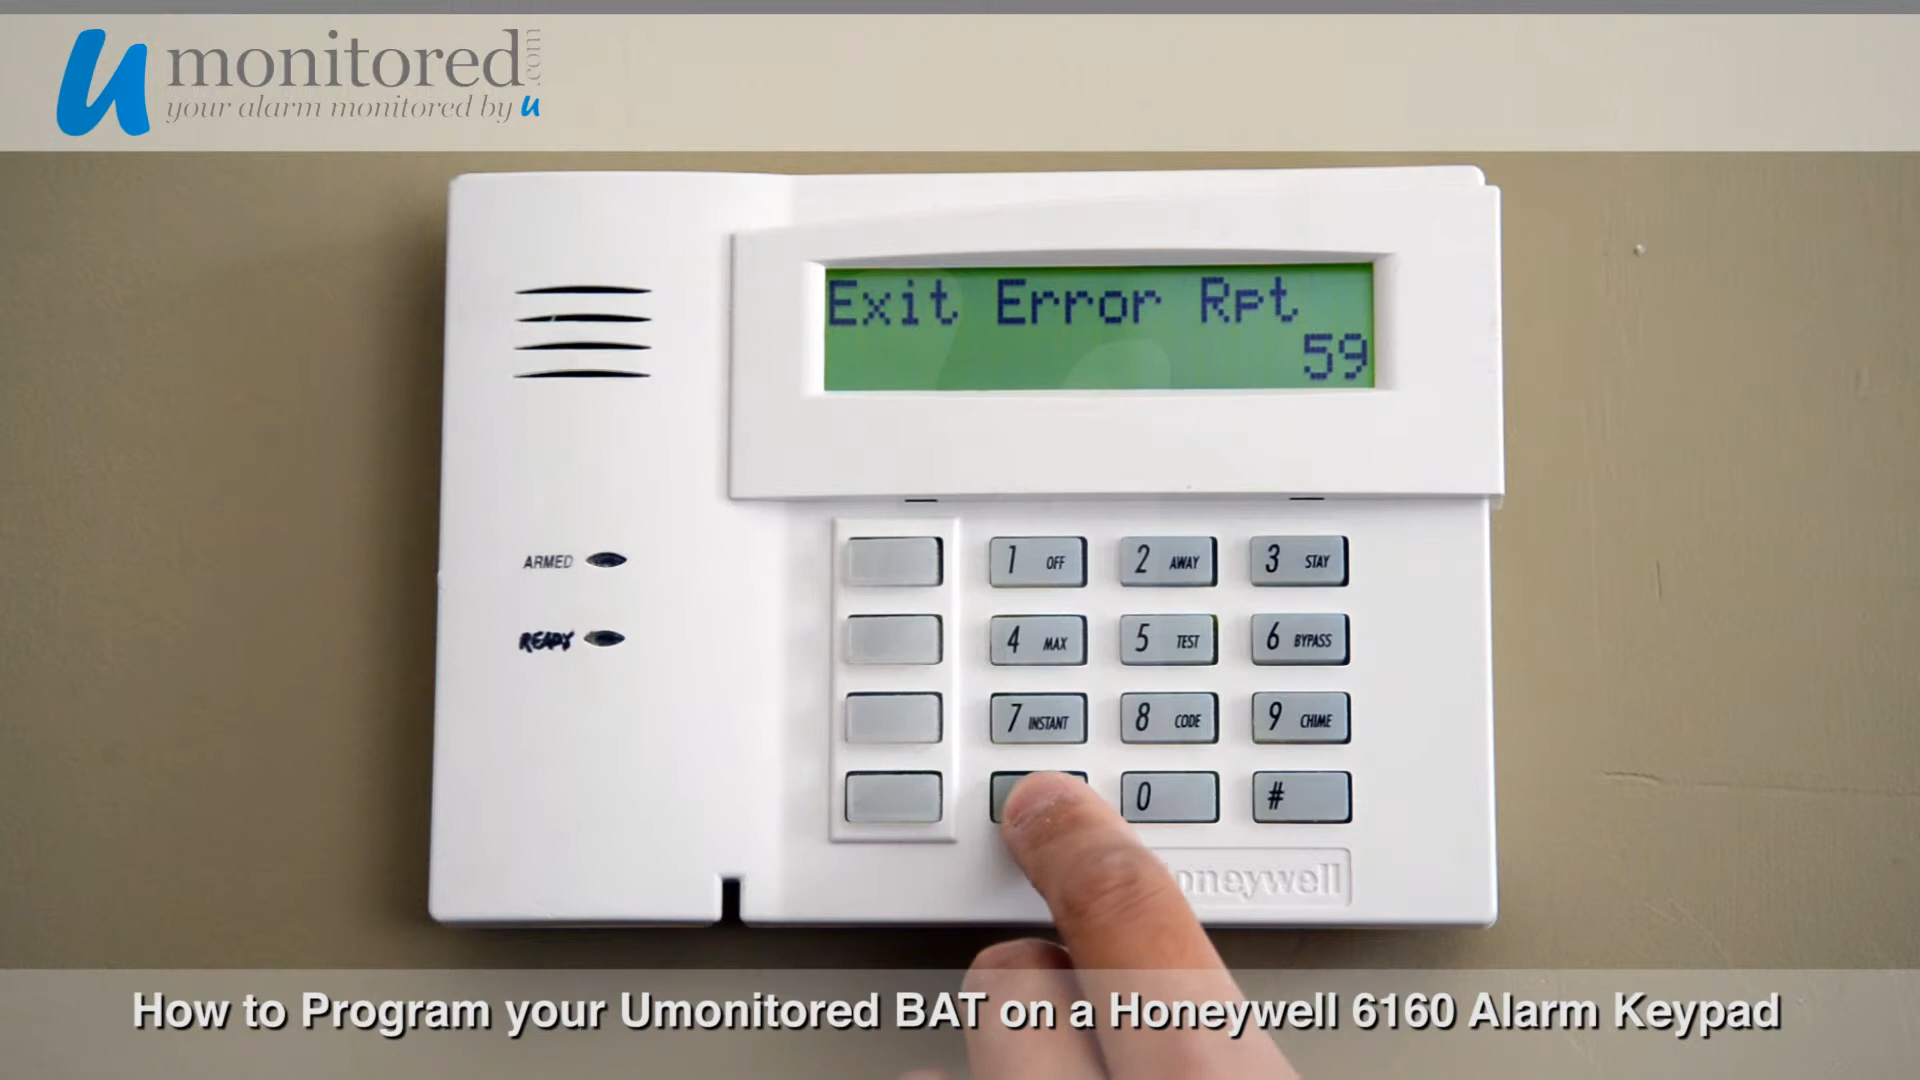 u monitored.com
your alarm monitored by u
Exit Error Rpt
59
ARMED
READY
1 OFF
2 AWAY
3 STAY
4 MAX
5 TEST
6 BYPASS
7 INSTANT
8 CODE
9 CHIME
0
#
oneywell
How to Program your Umonitored BAT on a Honeywell 6160 Alarm Keypad